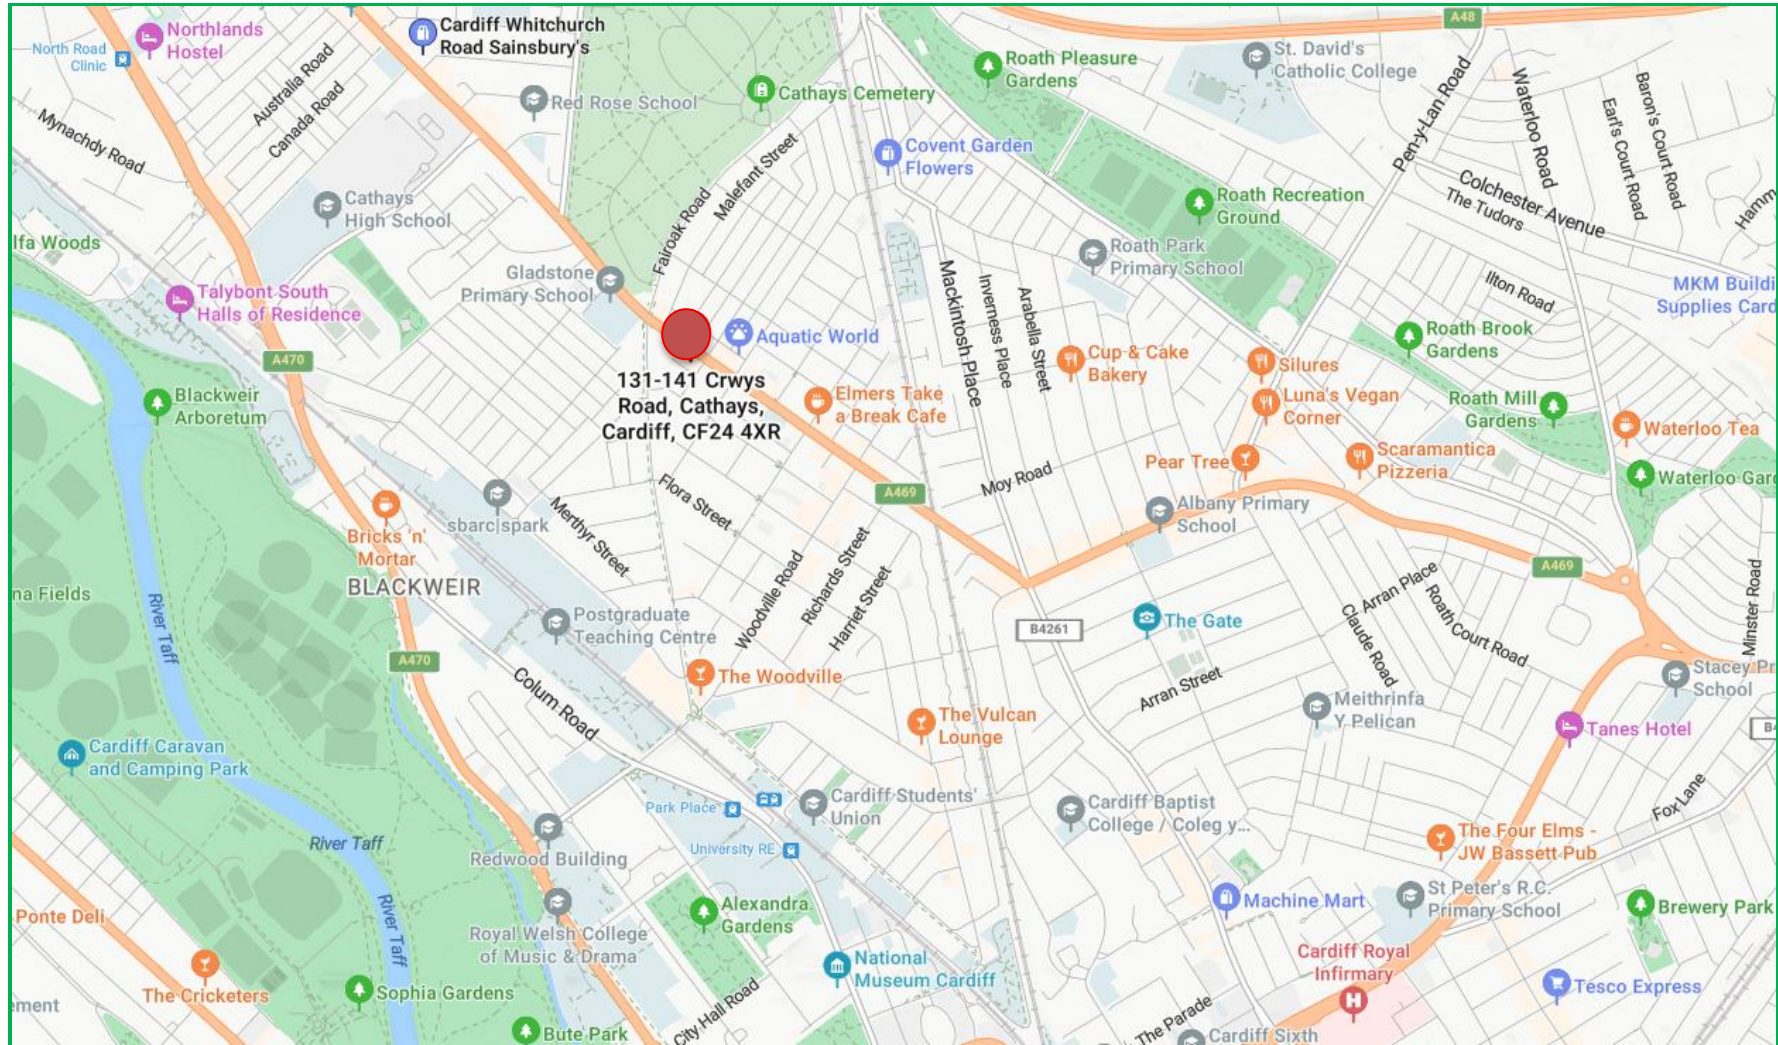 A48
Northlands
Hostel
North Road
Clinic
Cardiff Whitchurch
Road Sainsbury's
Australia Road
Canada Road
Red Rose School
Cathays Cemetery
Roath Pleasure
Gardens
St. David's
Catholic College
Pen-y-Lan Road
Waterloo Road
Baron's Court Road
Earl's Court Road
Mynachdy Road
Malefant Street
Covent Garden
Flowers
Cathays
High School
Fairoak Road
Roath Recreation
Ground
Colchester Avenue
The Tudors
Hamm
lfa Woods
Roath Park
Primary School
Gladstone
Primary School
Talybont South
Halls of Residence
Mackintosh Place
Inverness Place
Arabella Street
Ilton Road
MKM Buildi
Supplies Card
Aquatic World
Roath Brook
Gardens
A470
Cup & Cake
Bakery
Silures
131-141 Crwys
Road, Cathays,
Cardiff, CF24 4XR
Blackweir
Arboretum
Elmers Take
a Break Cafe
Luna's Vegan
Corner
Roath Mill
Gardens
Waterloo Tea
Pear Tree
Scaramantica
Pizzeria
Moy Road
Waterloo Gard
A469
Flora Street
Albany Primary
School
sbarc|spark
Merthyr Street
Bricks 'n'
Mortar
BLACKWEIR
A469
na Fields
River Taff
Woodville Road
Richards Street
Harriet Street
Postgraduate
Teaching Centre
B4261
The Gate
Arran Place
Claude Road
Roath Court Road
Minster Road
A470
The Woodville
Column Road
Arran Street
Stacey Pr
School
Meithrinfa
Y Pelican
Tanes Hotel
B4
The Vulcan
Lounge
Cardiff Caravan
and Camping Park
Park Place
Cardiff Students'
Union
Cardiff Baptist
College / Coleg y...
Fox Lane
River Taff
University RE
Redwood Building
The Four Elms -
JW Bassett Pub
Ponte Deli
River Taff
Royal Welsh College
of Music & Drama
Alexandra
Gardens
Machine Mart
St Peter's R.C.
Primary School
Brewery Park
The Cricketers
Sophia Gardens
National
Museum Cardiff
Cardiff Royal
Infirmary
Tesco Express
ement
Bute Park
City Hall Road
The Parade
Cardiff Sixth